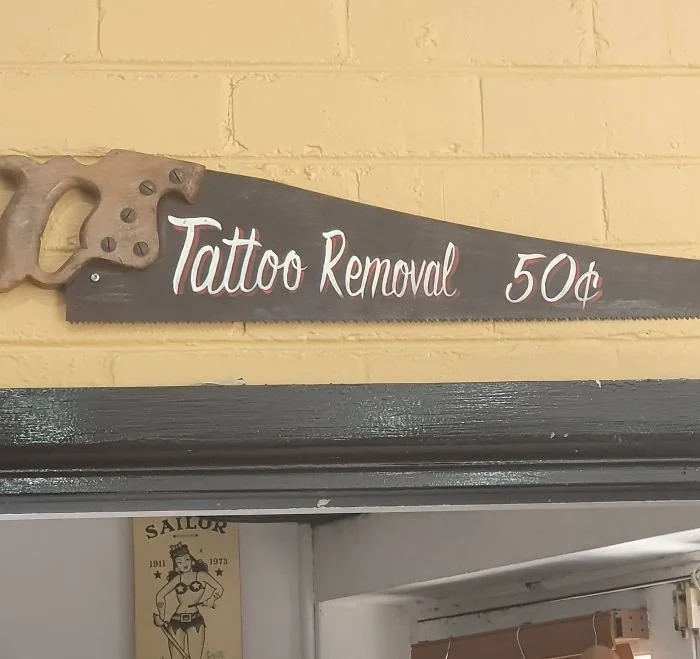 Tattoo Removal 50¢
SAILOR
1911 1973